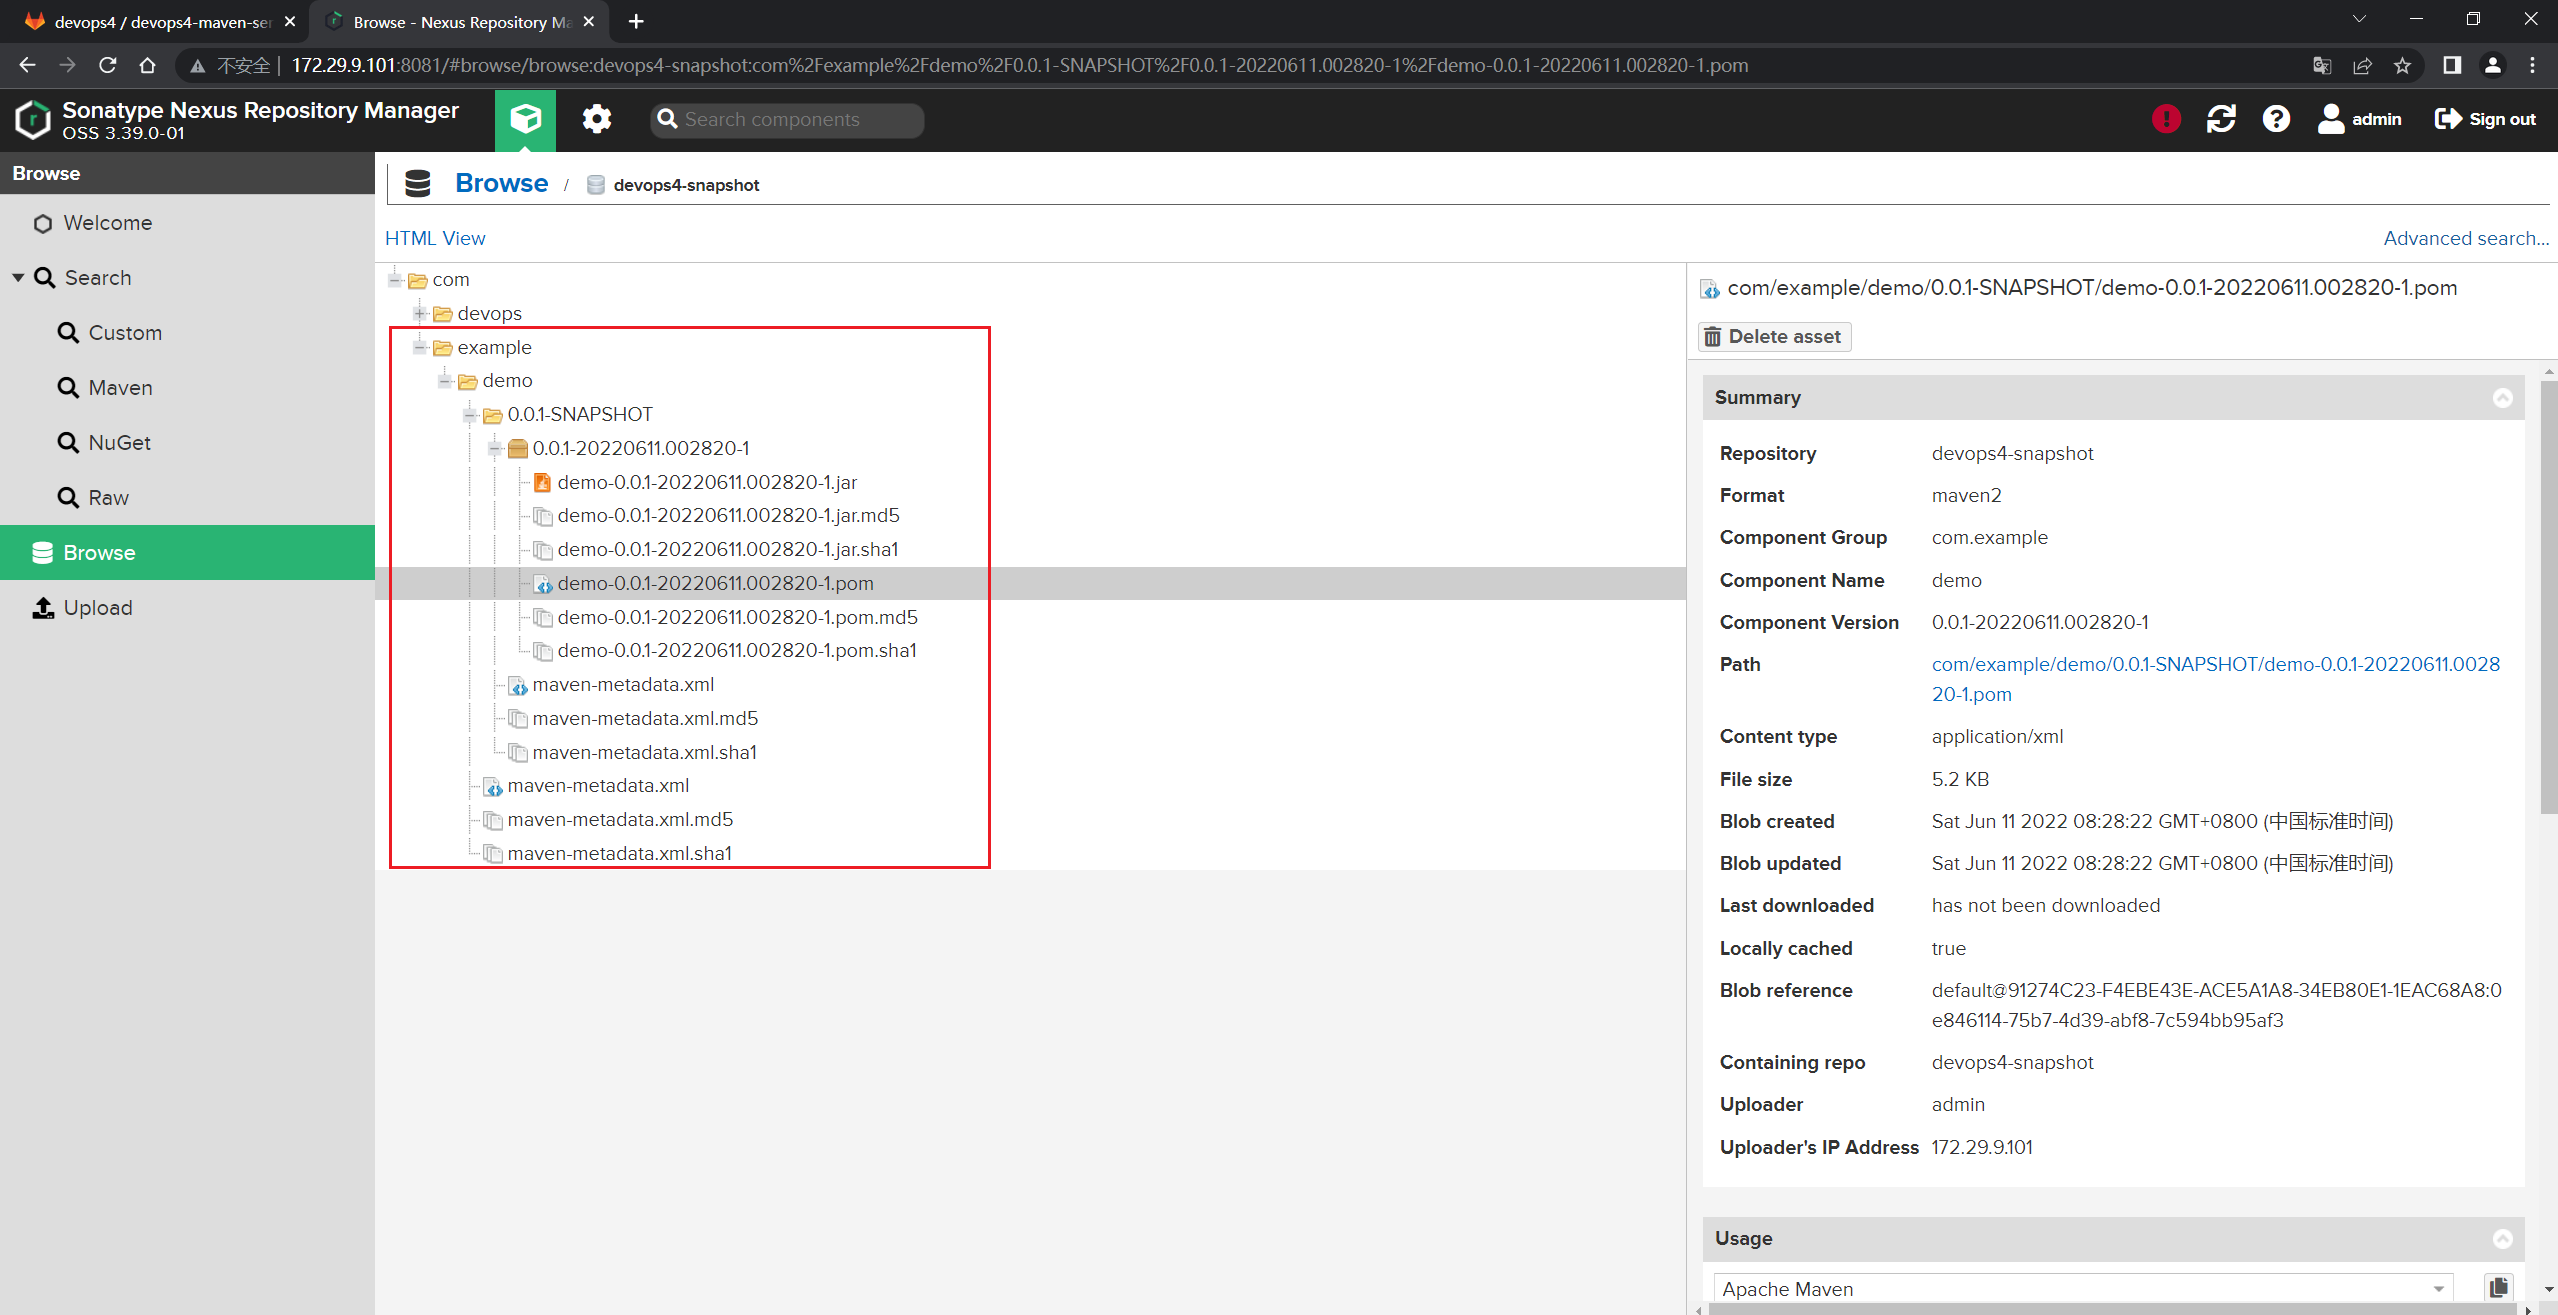 devops4 / devops4-maven-ser
Browse - Nexus Repository Ma
不安全 | 172.29.9.101:8081/#browse/browse:devops4-snapshot:com%2Fexample%2Fdemo%2F0.0.1-SNAPSHOT%2F0.0.1-20220611.002820-1%2Fdemo-0.0.1-20220611.002820-1.pom
Sonatype Nexus Repository Manager
OSS 3.39.0-01
Search components
admin
Sign out
Browse
Welcome
Search
Custom
Maven
NuGet
Raw
Browse
Upload
Browse / devops4-snapshot
HTML View
Advanced search...
com
devops
example
demo
0.0.1-SNAPSHOT
0.0.1-20220611.002820-1
demo-0.0.1-20220611.002820-1.jar
demo-0.0.1-20220611.002820-1.jar.md5
demo-0.0.1-20220611.002820-1.jar.sha1
demo-0.0.1-20220611.002820-1.pom
demo-0.0.1-20220611.002820-1.pom.md5
demo-0.0.1-20220611.002820-1.pom.sha1
maven-metadata.xml
maven-metadata.xml.md5
maven-metadata.xml.sha1
maven-metadata.xml
maven-metadata.xml.md5
maven-metadata.xml.sha1
com/example/demo/0.0.1-SNAPSHOT/demo-0.0.1-20220611.002820-1.pom
Delete asset
Summary
Repository devops4-snapshot
Format maven2
Component Group com.example
Component Name demo
Component Version 0.0.1-20220611.002820-1
Path com/example/demo/0.0.1-SNAPSHOT/demo-0.0.1-20220611.0028
20-1.pom
Content type application/xml
File size 5.2 KB
Blob created Sat Jun 11 2022 08:28:22 GMT+0800 (中国标准时间)
Blob updated Sat Jun 11 2022 08:28:22 GMT+0800 (中国标准时间)
Last downloaded has not been downloaded
Locally cached true
Blob reference default@91274C23-F4EBE43E-ACE5A1A8-34EB80E1-1EAC68A8:0
e846114-75b7-4d39-abf8-7c594bb95af3
Containing repo devops4-snapshot
Uploader admin
Uploader's IP Address 172.29.9.101
Usage
Apache Maven